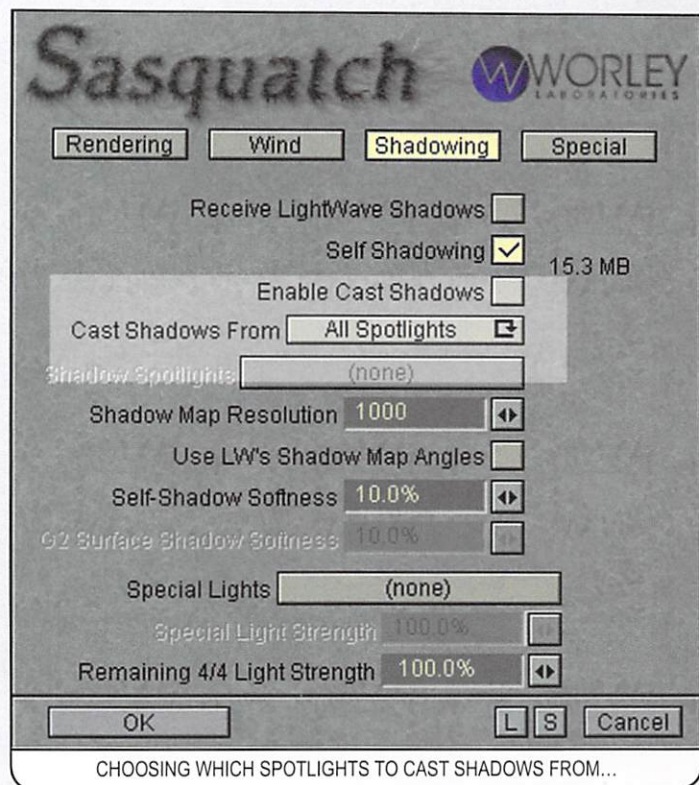 Sasquatch
WORLEY
LABORATORIES
Rendering Wind Shadowing Special
Receive LightWave Shadows
Self Shadowing 15.3 MB
Enable Cast Shadows
Cast Shadows From All Spotlights
Shadow Spotlights (none)
Shadow Map Resolution 1000
Use LW's Shadow Map Angles
Self-Shadow Softness 10.0%
G2 Surface Shadow Softness 10.0%
Special Lights (none)
Special Light Strength 100.0%
Remaining 4/4 Light Strength 100.0%
OK L S Cancel
CHOOSING WHICH SPOTLIGHTS TO CAST SHADOWS FROM...